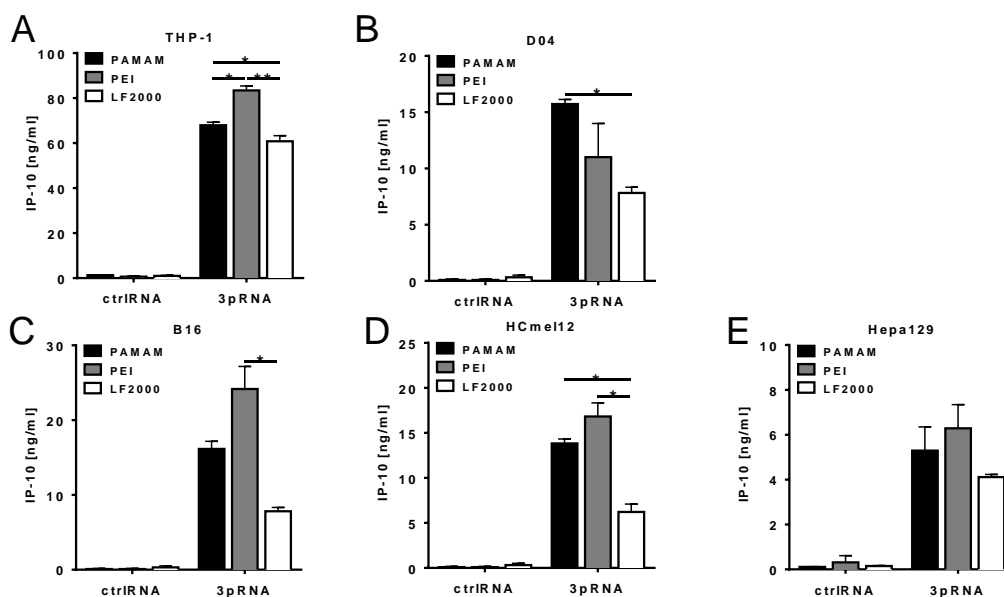 A
THP-1
100
80
60
40
20
0
IP-10 [ng/ml]
PAMAM
PEI
LF2000
*
* **
ctrlRNA 3pRNA
B
D04
20
15
10
5
0
IP-10 [ng/ml]
PAMAM
PEI
LF2000
*
ctrlRNA 3pRNA
C
B16
30
20
10
0
IP-10 [ng/ml]
PAMAM
PEI
LF2000
*
ctrlRNA 3pRNA
D
HCmel12
25
20
15
10
5
0
IP-10 [ng/ml]
PAMAM
PEI
LF2000
*
*
ctrlRNA 3pRNA
E
Hepa129
10
8
6
4
2
0
IP-10 [ng/ml]
PAMAM
PEI
LF2000
ctrlRNA 3pRNA